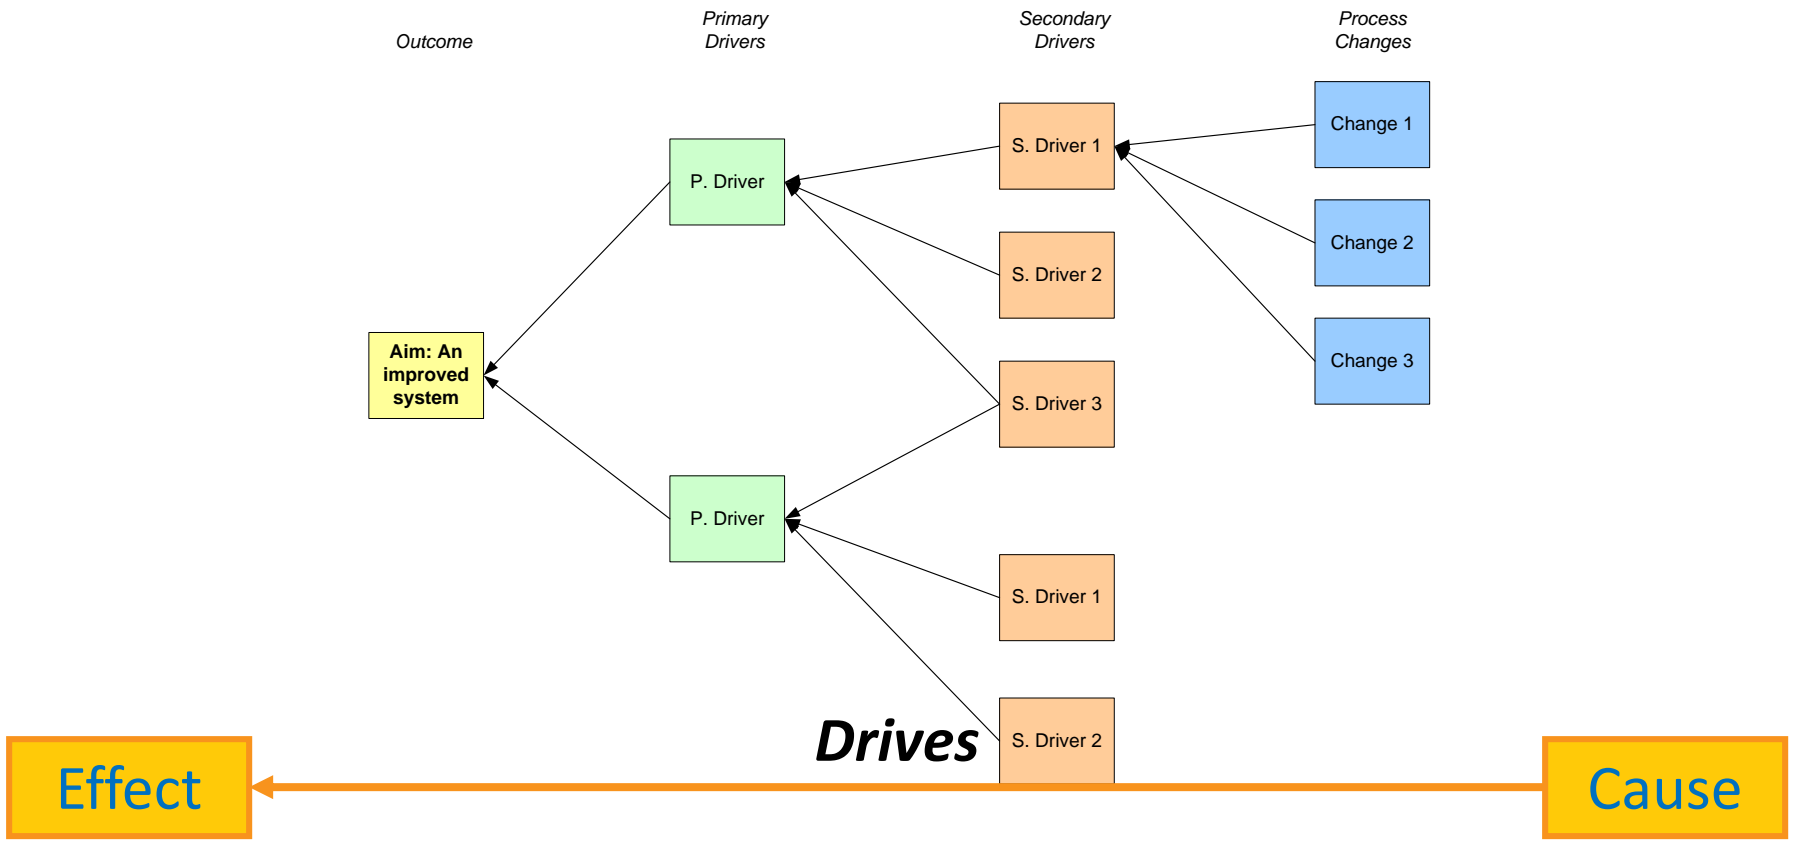 Outcome
Primary
Drivers
Secondary
Drivers
Process
Changes
Aim: An
improved
system
P. Driver
P. Driver
S. Driver 1
S. Driver 2
S. Driver 3
S. Driver 1
S. Driver 2
Change 1
Change 2
Change 3
Drives
Effect
Cause